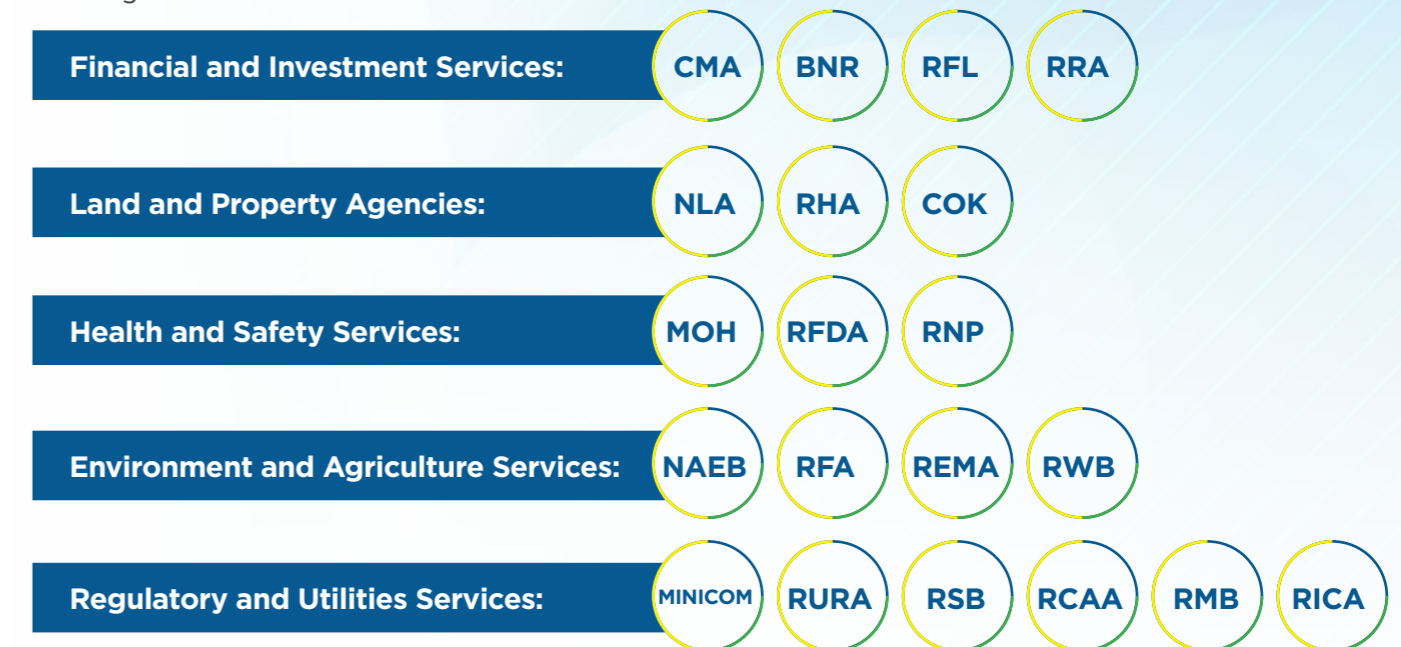 Financial and Investment Services: CMA BNR RFL RRA
Land and Property Agencies: NLA RHA COK
Health and Safety Services: MOH RFDA RNP
Environment and Agriculture Services: NAEB RFA REMA RWB
Regulatory and Utilities Services: MINICOM RURA RSB RCAA RMB RICA